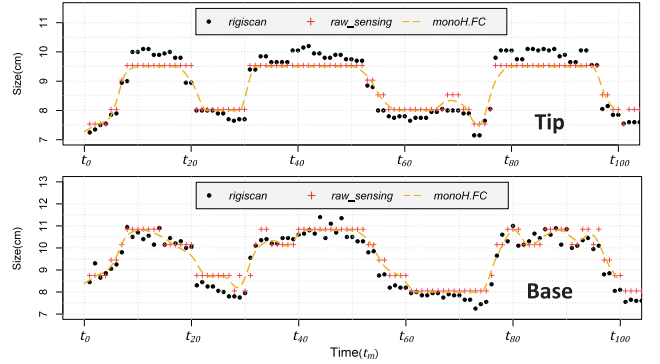 rigiscan raw_sensing monoH.FC
Size(cm)
11
10
9
8
7
Tip
t0 t20 t40 t60 t80 t100
rigiscan raw_sensing monoH.FC
Size(cm)
13
12
11
10
9
8
7
Base
t0 t20 t40 t60 t80 t100
Time(tm)